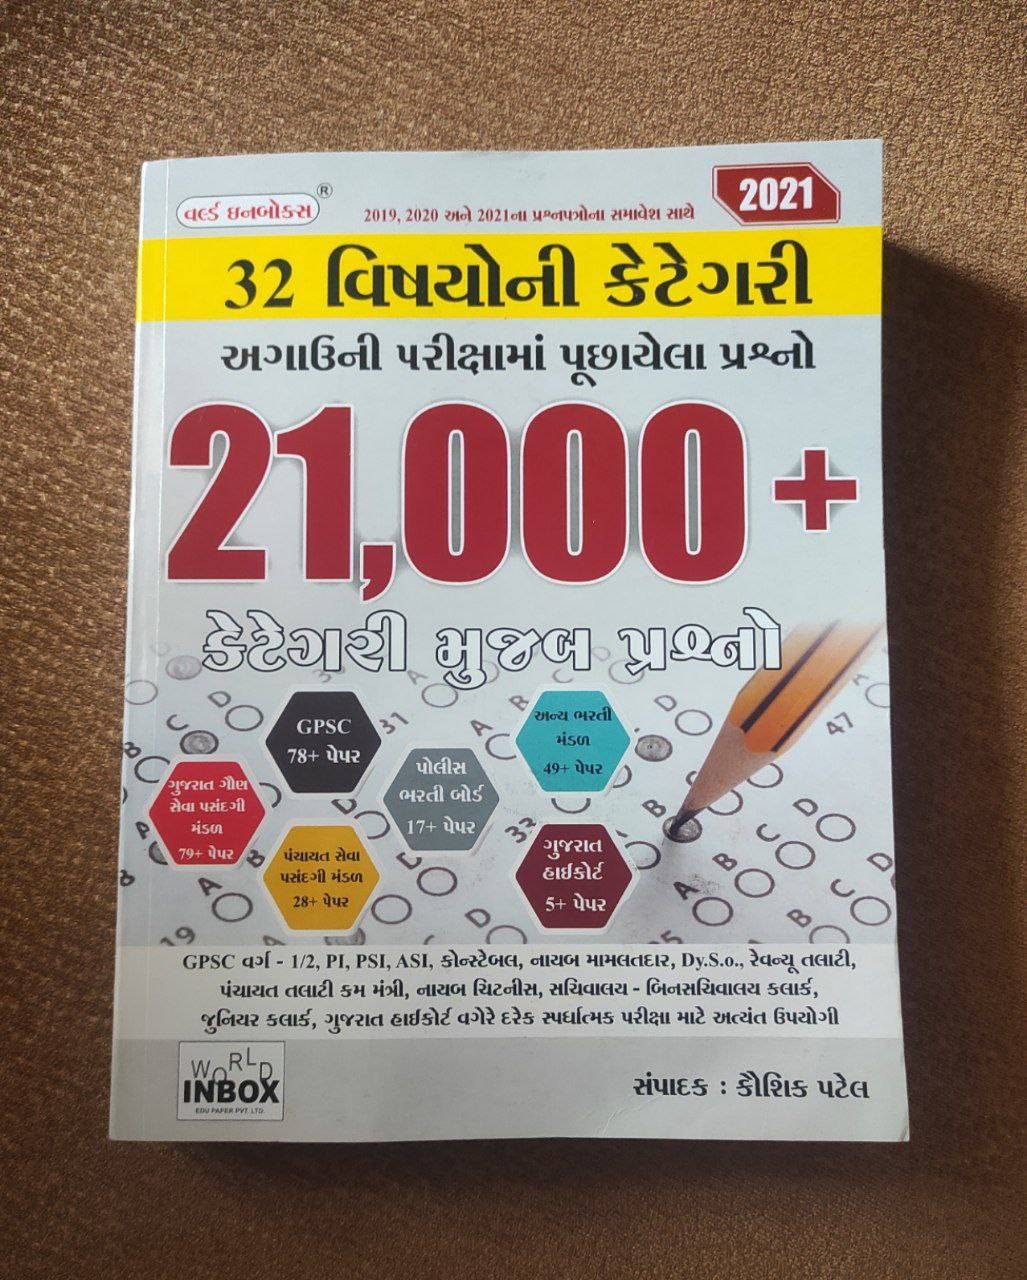 વર્લ્ડ ઇનબોક્સ ®
2019, 2020 અને 2021ના પ્રશ્નપત્રોના સમાવેશ સાથે
2021
32 વિષયોની કેટેગરી
અગાઉની પરીક્ષામાં પૂછાયેલા પ્રશ્નો
21,000+
કેટેગરી મુજબ પ્રશ્નો
GPSC
78+ પેપર
અન્ય ભરતી
મંડળ
49+ પેપર
પોલીસ
ભરતી બોર્ડ
17+ પેપર
ગુજરાત ગૌણ
સેવા પસંદગી
મંડળ
79+ પેપર
પંચાયત સેવા
પસંદગી મંડળ
28+ પેપર
ગુજરાત
હાઈકોર્ટ
5+ પેપર
GPSC વર્ગ - 1/2, PI, PSI, ASI, કોન્સ્ટેબલ, નાયબ મામલતદાર, Dy.S.o., રેવન્યૂ તલાટી,
પંચાયત તલાટી કમ મંત્રી, નાયબ ચિટનીસ, સચિવાલય - બિનસચિવાલય કલાર્ક,
જુનિયર કલાર્ક, ગુજરાત હાઈકોર્ટ વગેરે દરેક સ્પર્ધાત્મક પરીક્ષા માટે અત્યંત ઉપયોગી
WORLD
INBOX
EDU PAPER PVT. LTD.
સંપાદક : કૌશિક પટેલ